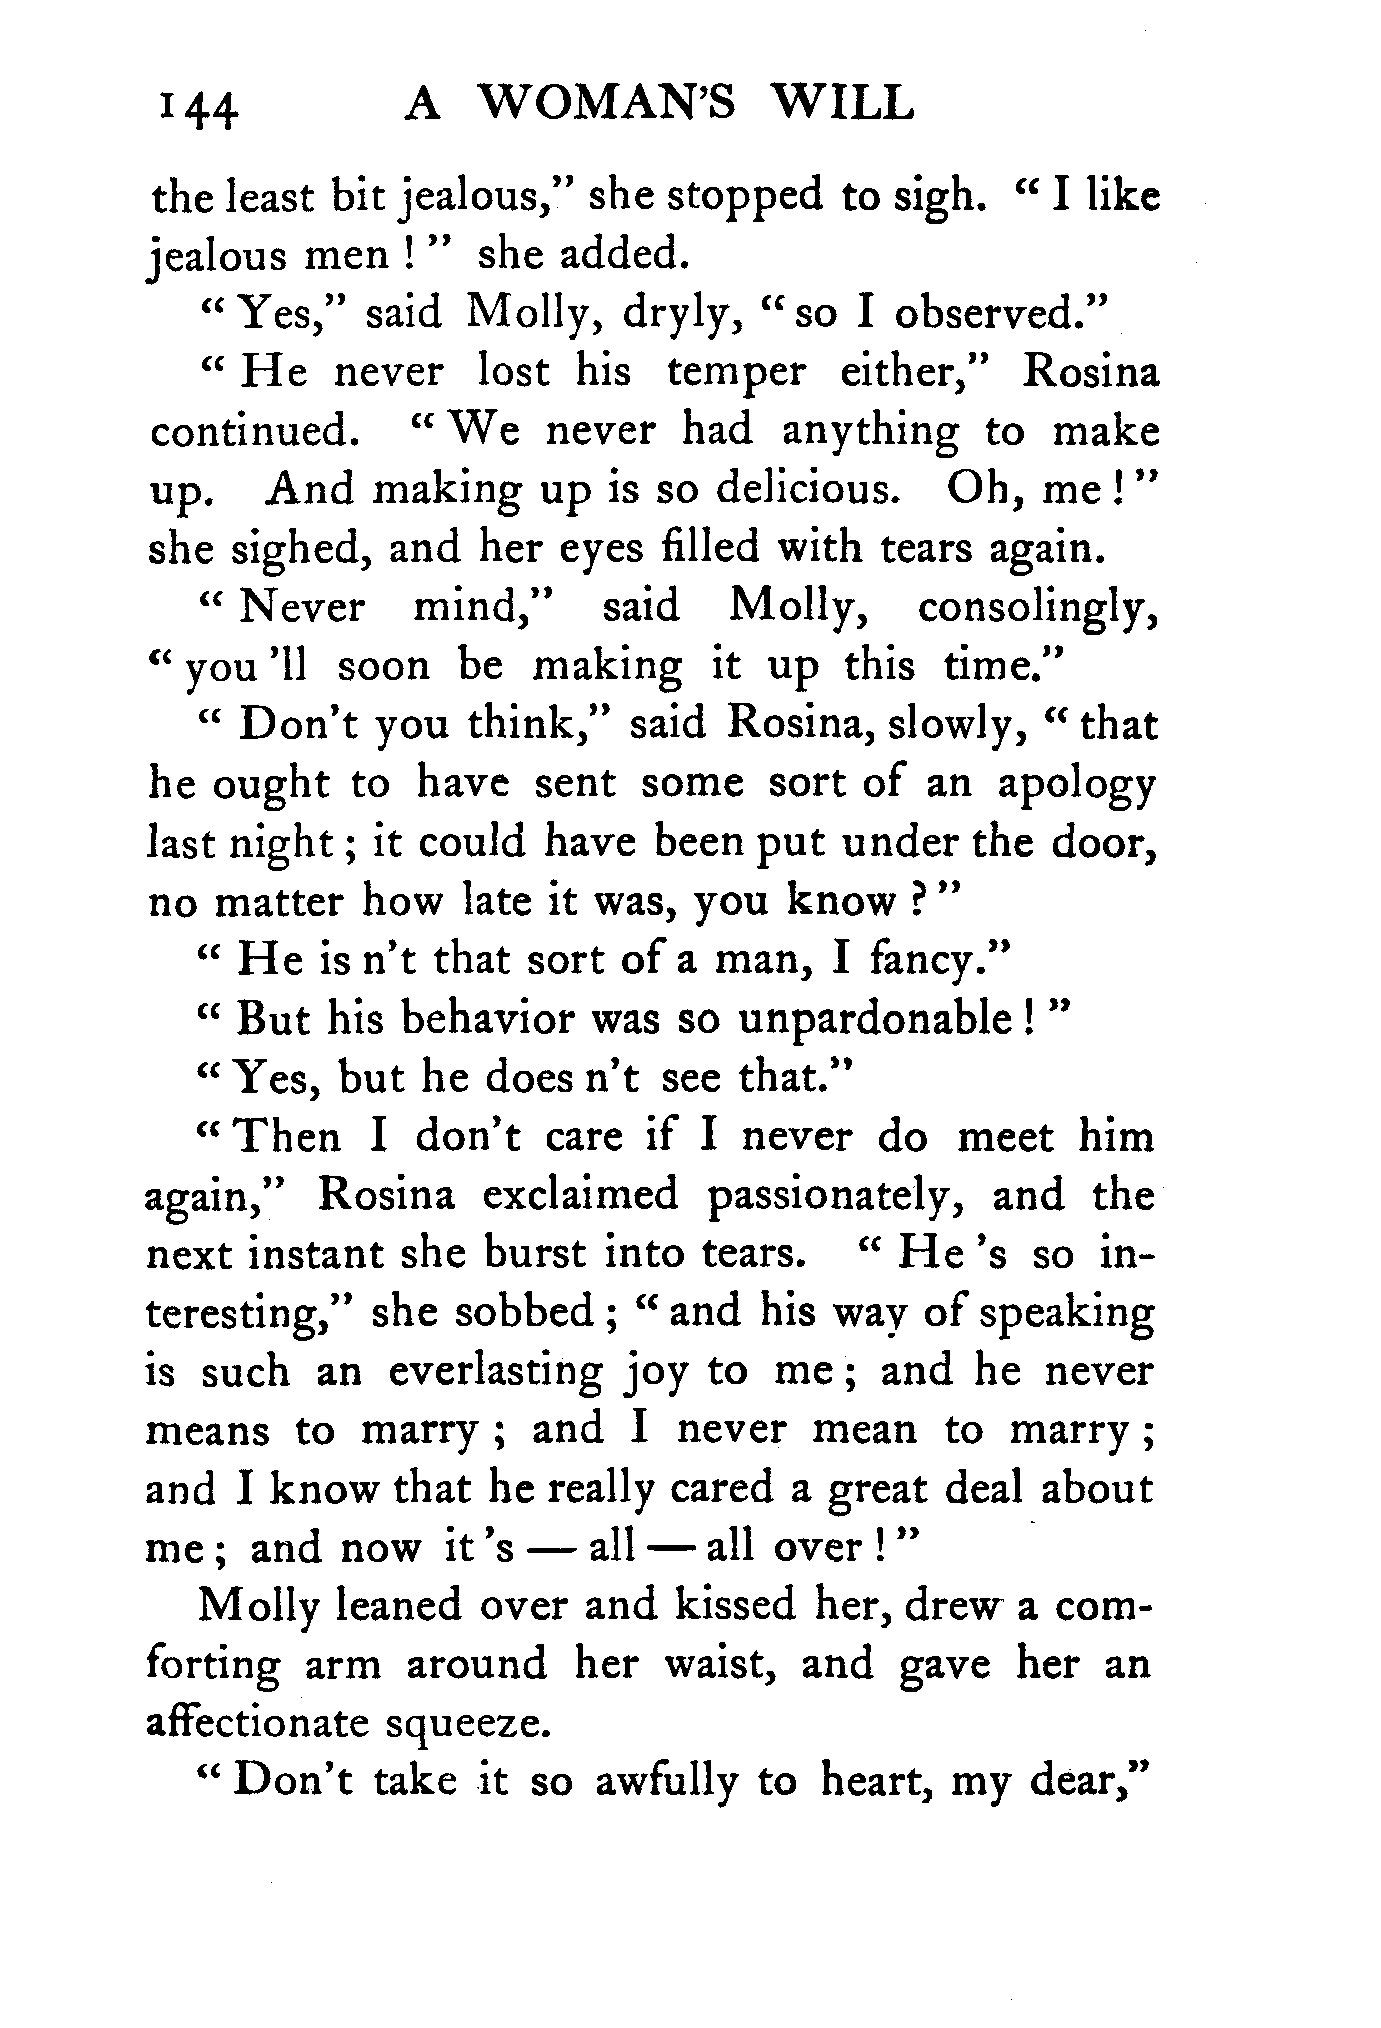 144 A WOMAN'S WILL
the least bit jealous,” she stopped to sigh. “ I like
jealous men ! ” she added.
“ Yes,” said Molly, dryly, “ so I observed.”
“ He never lost his temper either,” Rosina
continued. “ We never had anything to make
up. And making up is so delicious. Oh, me ! ”
she sighed, and her eyes filled with tears again.
“ Never mind,” said Molly, consolingly,
“ you 'll soon be making it up this time.”
“ Don't you think,” said Rosina, slowly, “ that
he ought to have sent some sort of an apology
last night ; it could have been put under the door,
no matter how late it was, you know ? ”
“ He is n't that sort of a man, I fancy.”
“ But his behavior was so unpardonable ! ”
“ Yes, but he does n't see that.”
“ Then I don't care if I never do meet him
again,” Rosina exclaimed passionately, and the
next instant she burst into tears. “ He 's so in-
teresting,” she sobbed ; “ and his way of speaking
is such an everlasting joy to me ; and he never
means to marry ; and I never mean to marry ;
and I know that he really cared a great deal about
me ; and now it 's — all — all over ! ”
Molly leaned over and kissed her, drew a com-
forting arm around her waist, and gave her an
affectionate squeeze.
“ Don't take it so awfully to heart, my dear,”